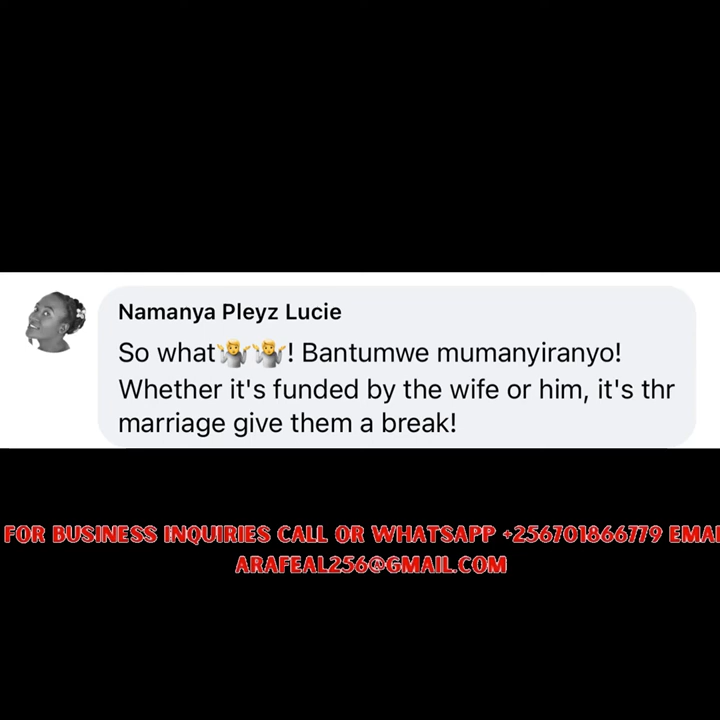 Namanya Pleyz Lucie
So what🤷🤷! Bantumwe mumanyiranyo!
Whether it's funded by the wife or him, it's thr
marriage give them a break!
FOR BUSINESS INQUIRIES CALL OR WHATSAPP +256701866779 EMAI
ARAFEAL256@GMAIL.COM